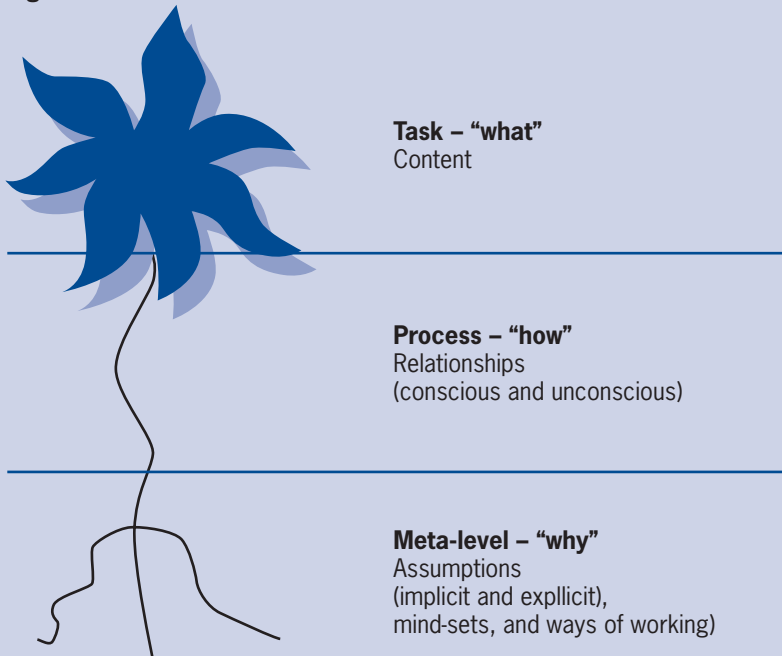 g
Task – “what”
Content
Process – “how”
Relationships
(conscious and unconscious)
Meta-level – “why”
Assumptions
(implicit and expllicit),
mind-sets, and ways of working)